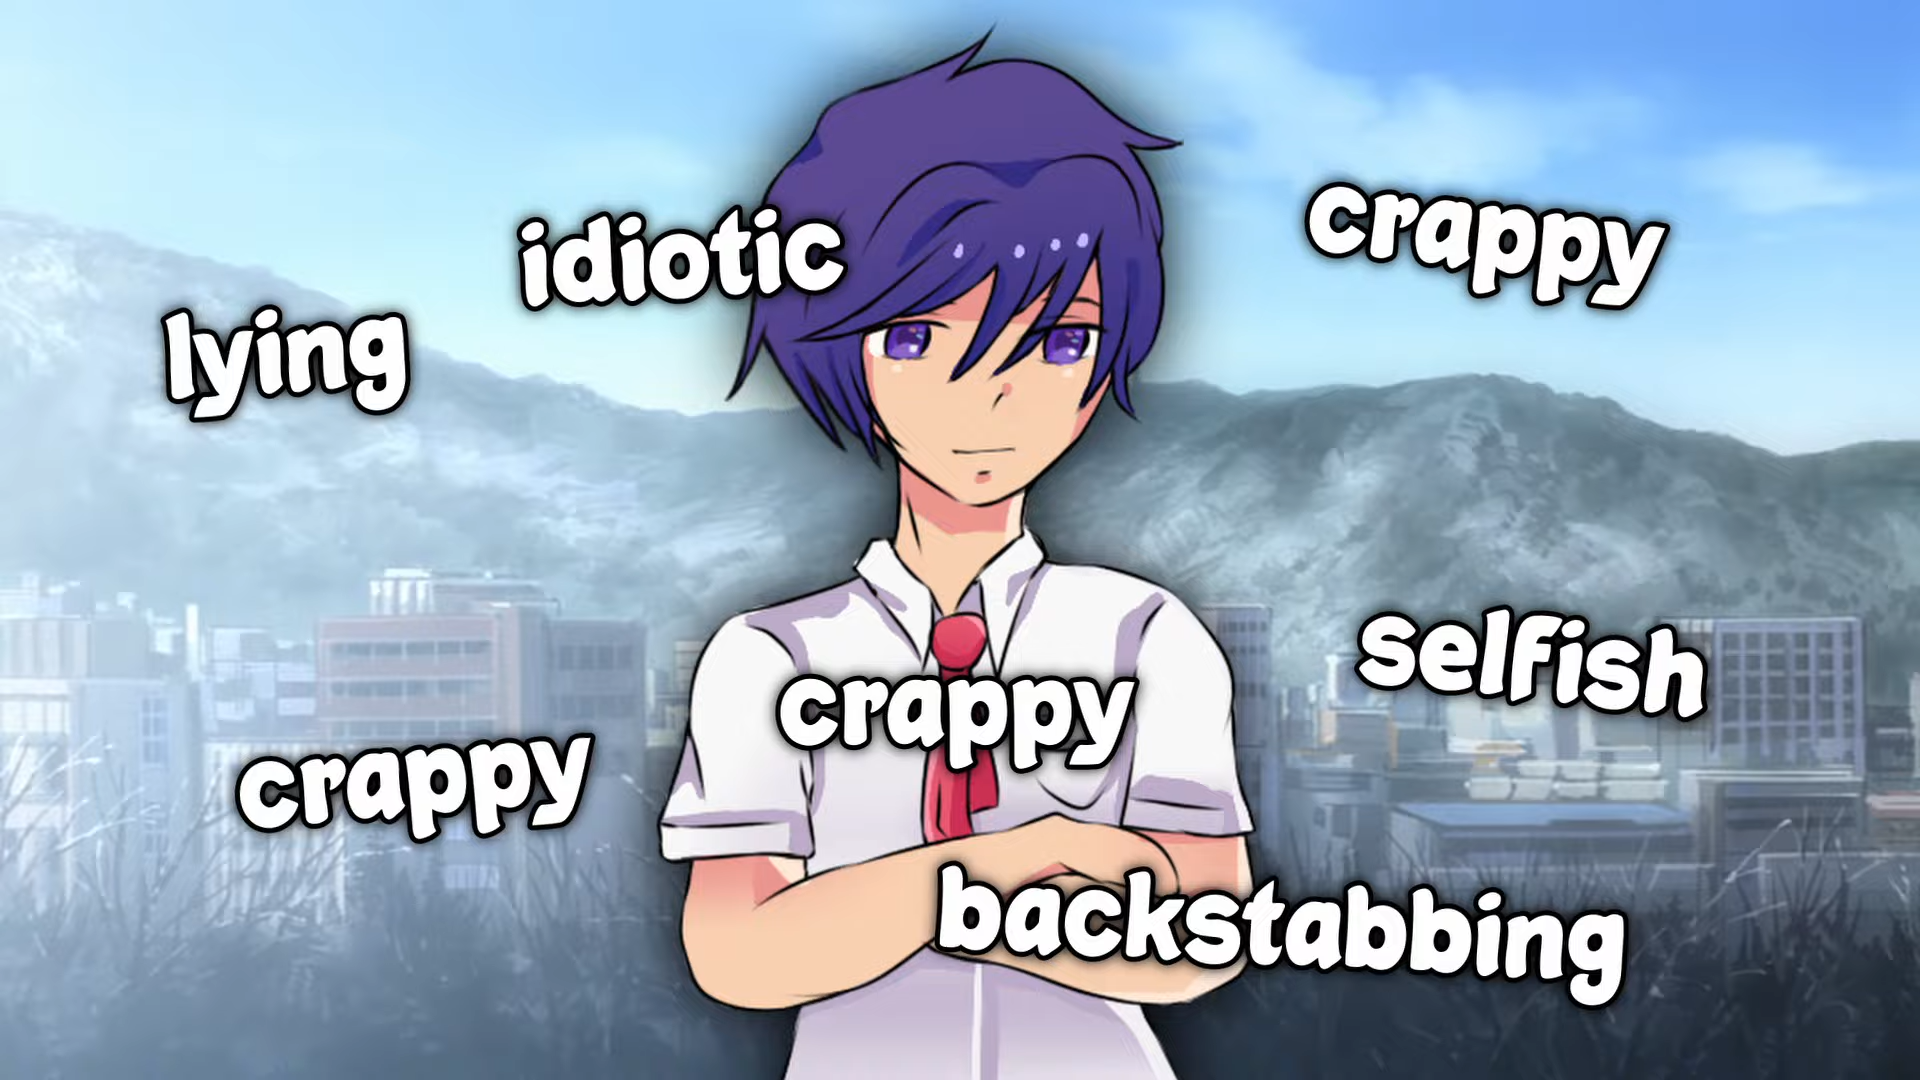 idiotic
crappy
lying
selfish
crappy
crappy
backstabbing